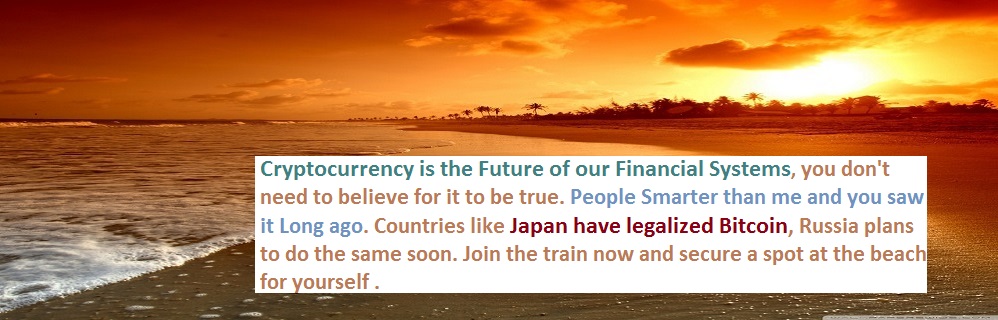 Cryptocurrency is the Future of our Financial Systems, you don't
need to believe for it to be true. People Smarter than me and you saw
it Long ago. Countries like Japan have legalized Bitcoin, Russia plans
to do the same soon. Join the train now and secure a spot at the beach
for yourself .